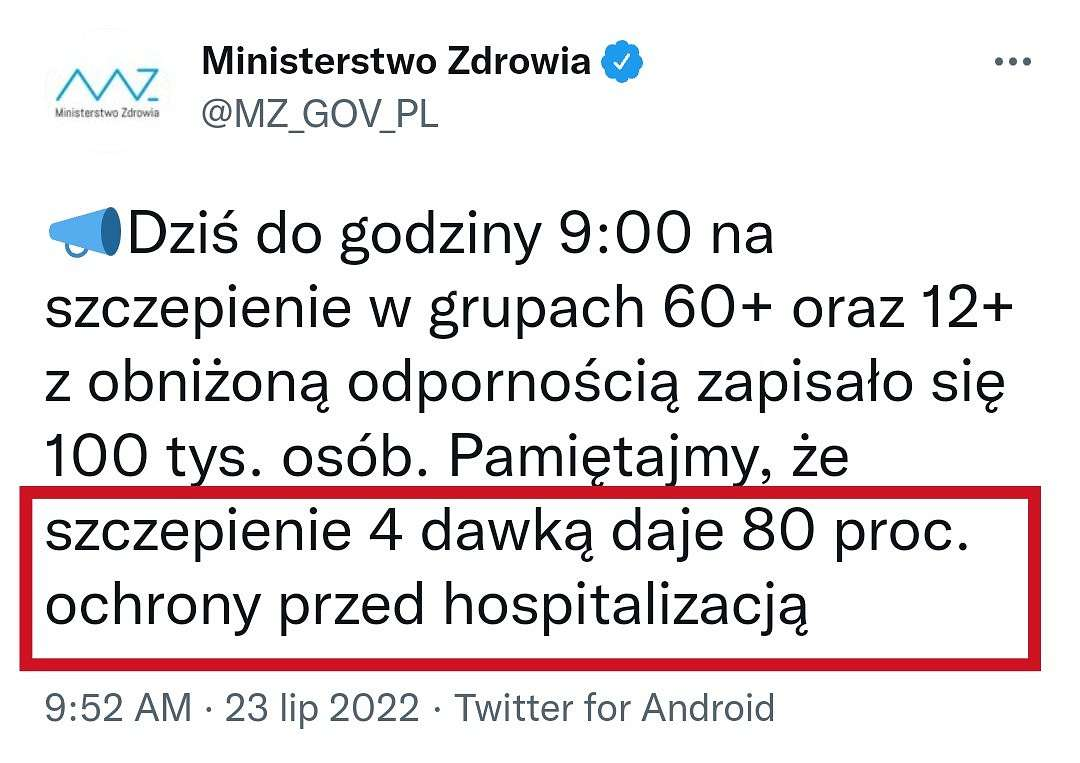 Ministerstwo Zdrowia
@MZ_GOV_PL
Ministerstwo Zdrowia
📢Dziś do godziny 9:00 na
szczepienie w grupach 60+ oraz 12+
z obniżoną odpornością zapisało się
100 tys. osób. Pamiętajmy, że
szczepienie 4 dawką daje 80 proc.
ochrony przed hospitalizacją
9:52 AM · 23 lip 2022 · Twitter for Android